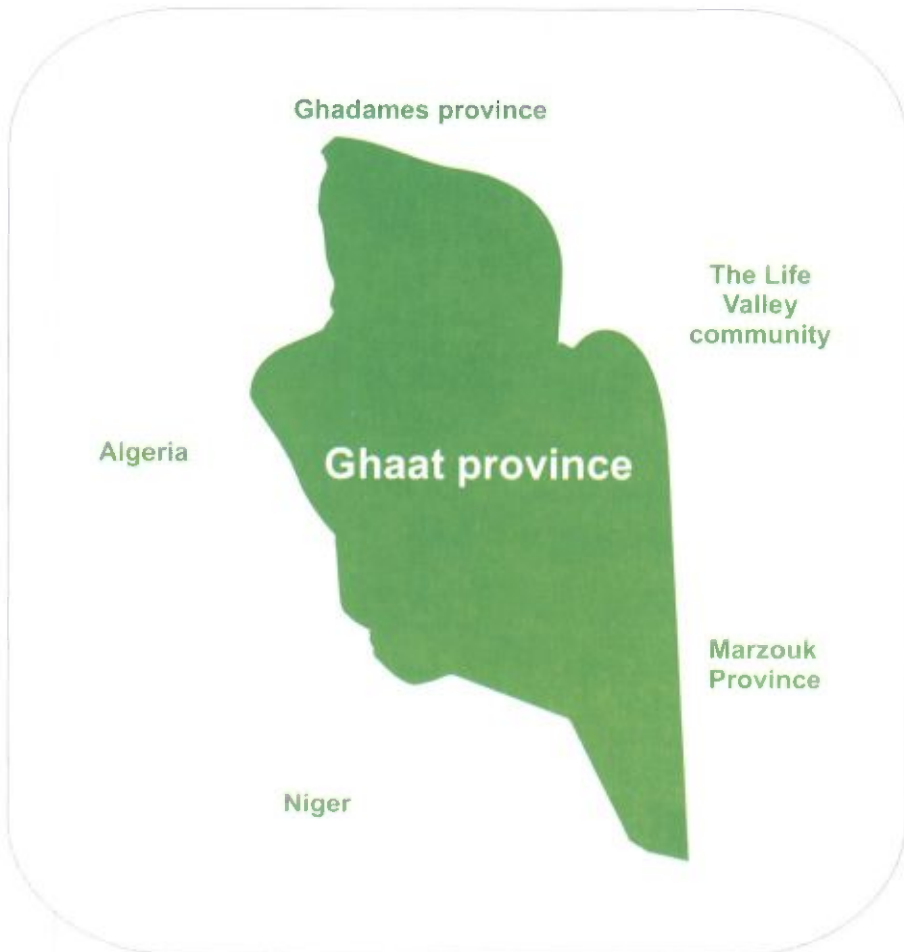 Ghadames province
The Life
Valley
community
Algeria
Ghaat province
Marzouk
Province
Niger